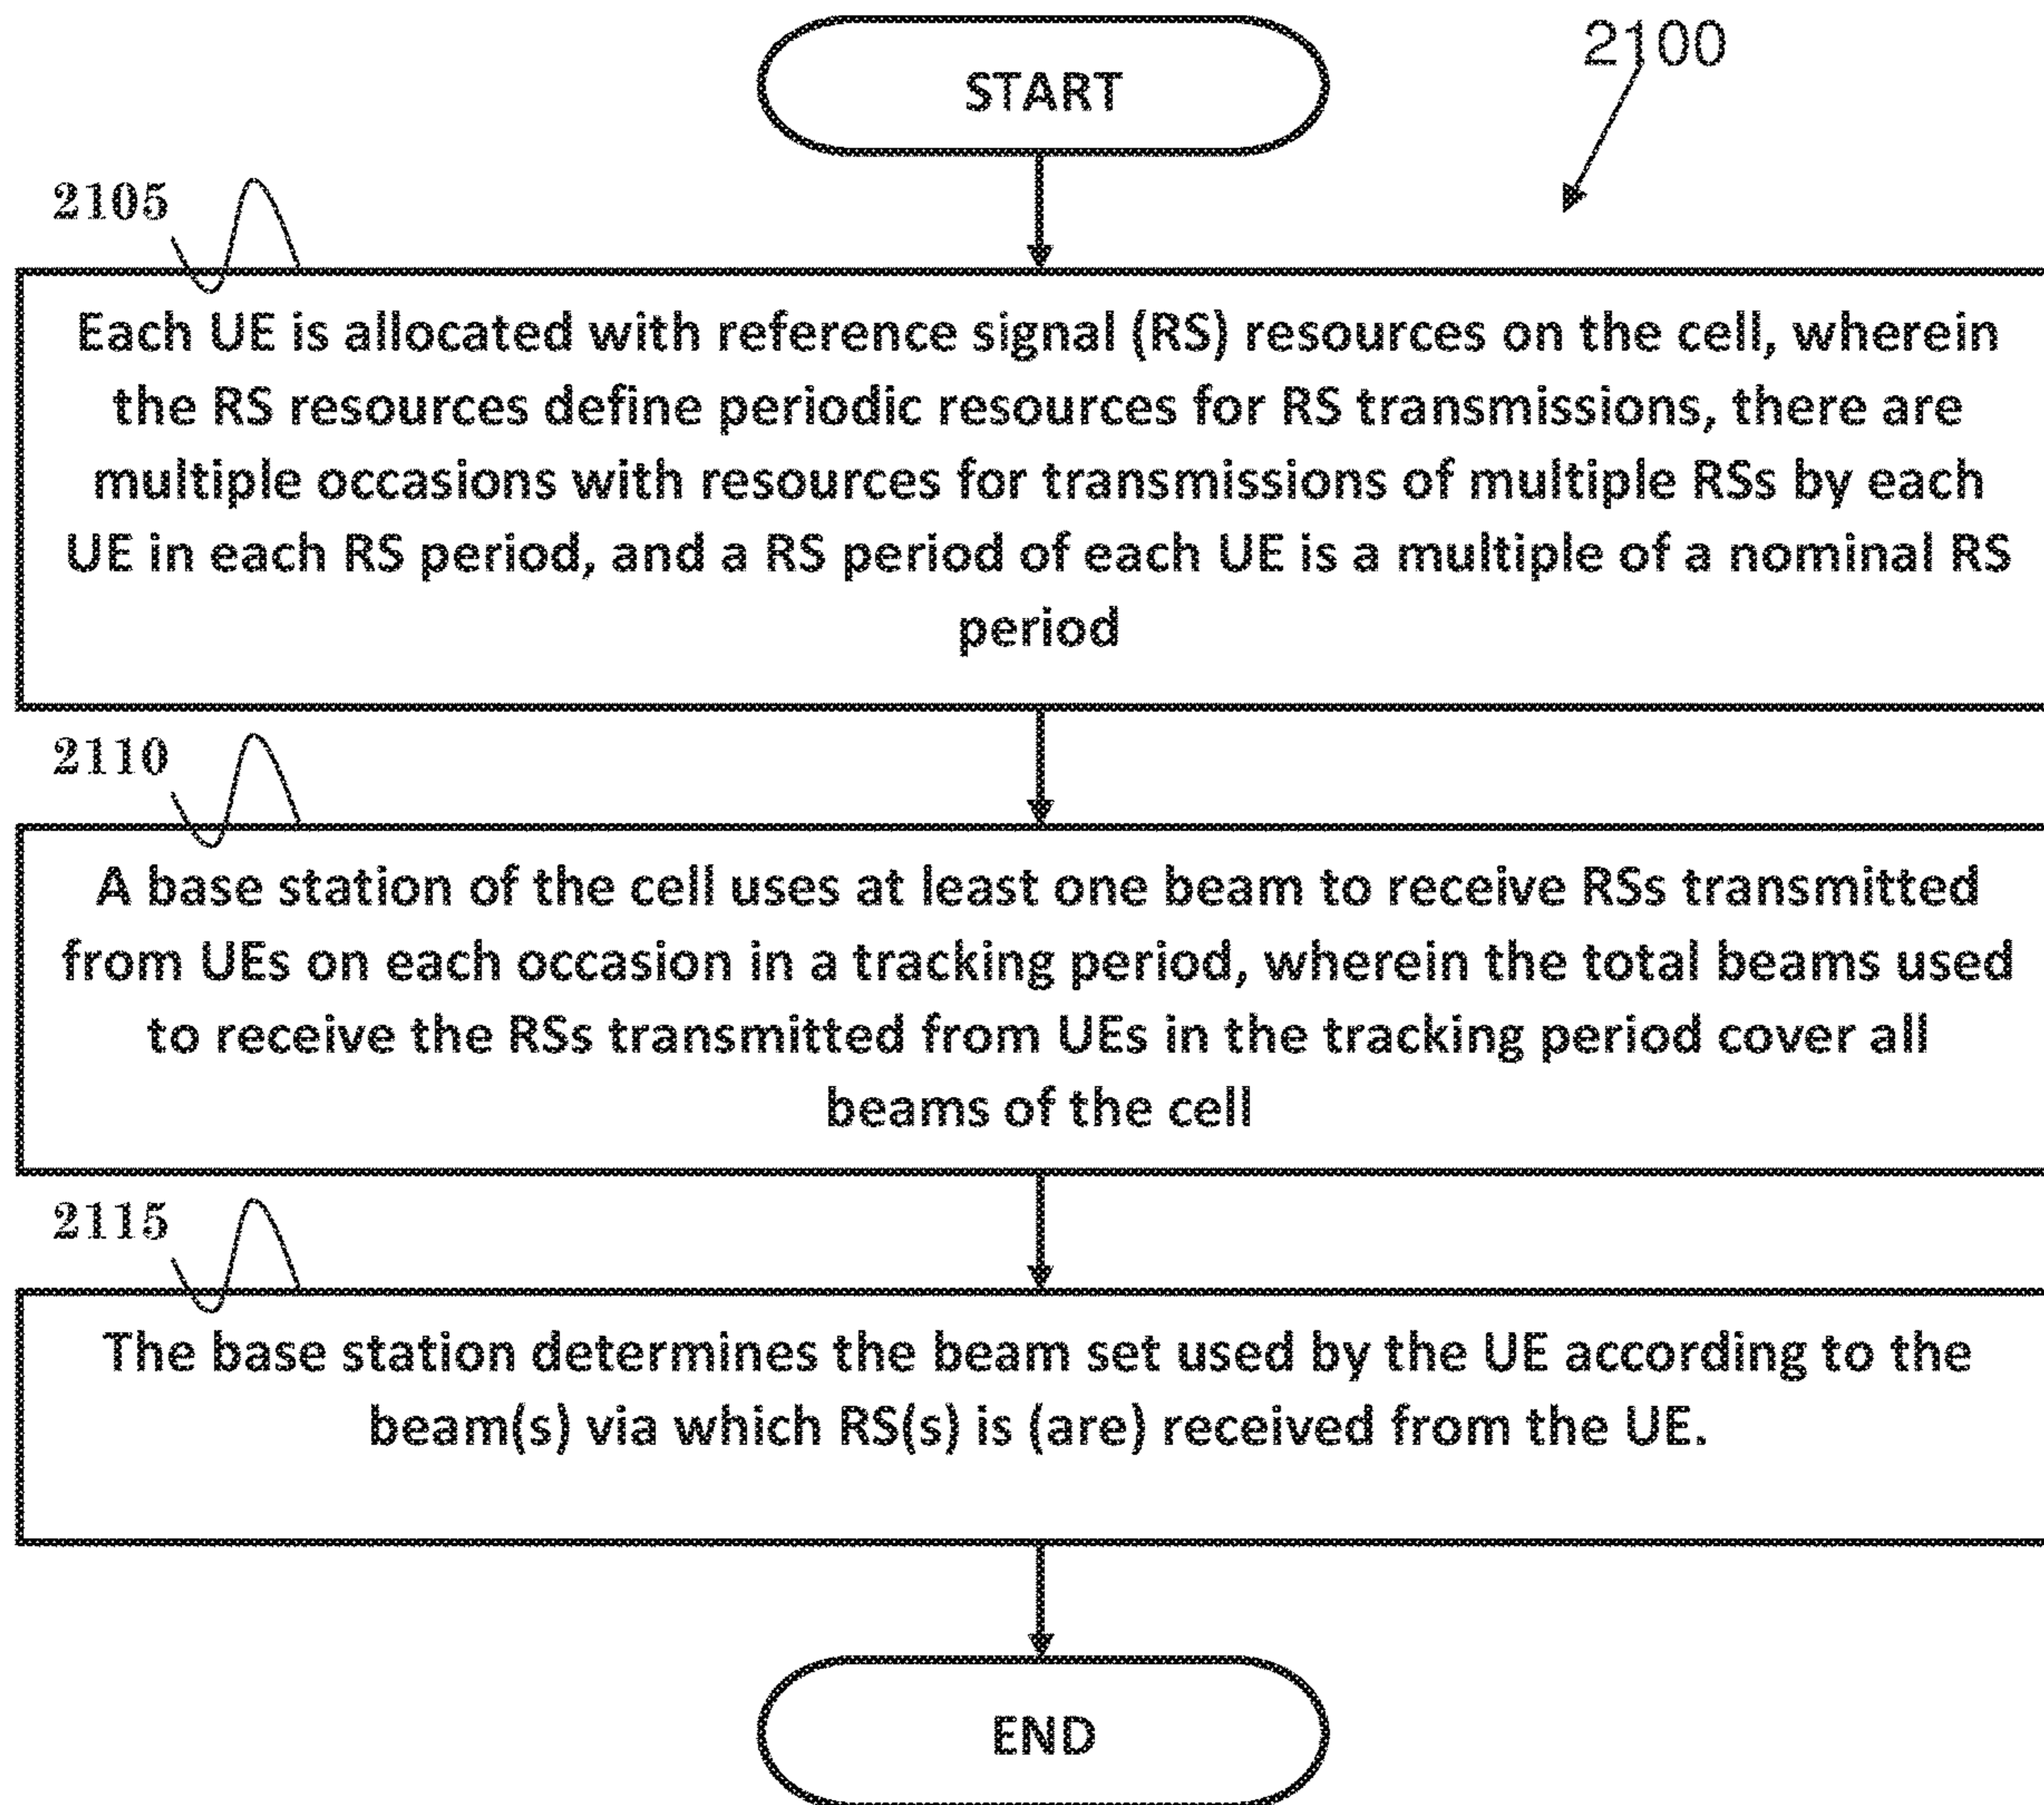 START
2100
2105
Each UE is allocated with reference signal (RS) resources on the cell, wherein
the RS resources define periodic resources for RS transmissions, there are
multiple occasions with resources for transmissions of multiple RSs by each
UE in each RS period, and a RS period of each UE is a multiple of a nominal RS
period
2110
A base station of the cell uses at least one beam to receive RSs transmitted
from UEs on each occasion in a tracking period, wherein the total beams used
to receive the RSs transmitted from UEs in the tracking period cover all
beams of the cell
2115
The base station determines the beam set used by the UE according to the
beam(s) via which RS(s) is (are) received from the UE.
END